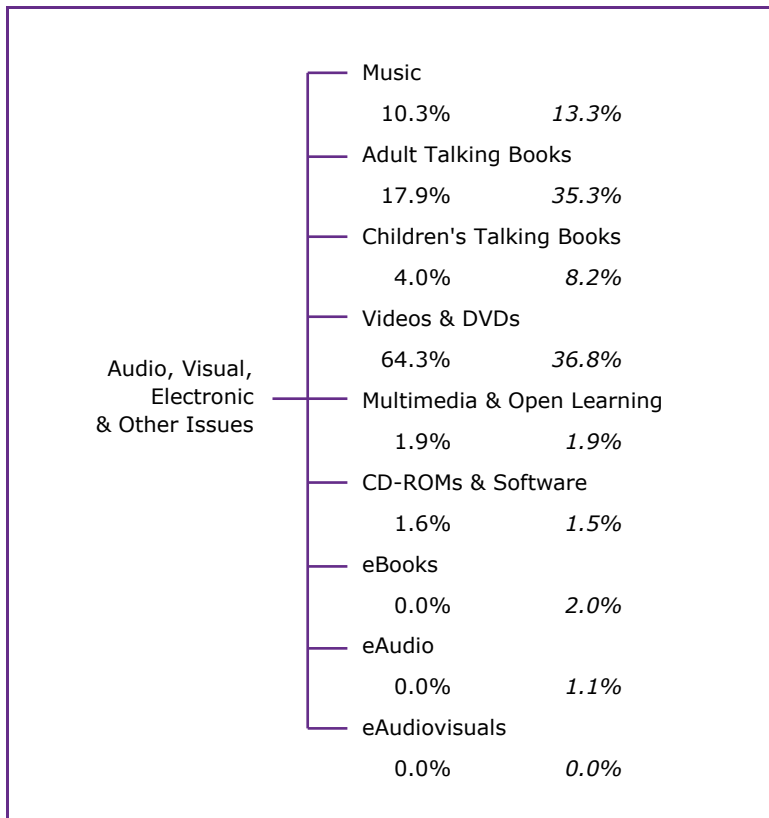 Music
10.3% 13.3%
Adult Talking Books
17.9% 35.3%
Children's Talking Books
4.0% 8.2%
Videos & DVDs
64.3% 36.8%
Audio, Visual,
Electronic
& Other Issues
Multimedia & Open Learning
1.9% 1.9%
CD-ROMs & Software
1.6% 1.5%
eBooks
0.0% 2.0%
eAudio
0.0% 1.1%
eAudiovisuals
0.0% 0.0%